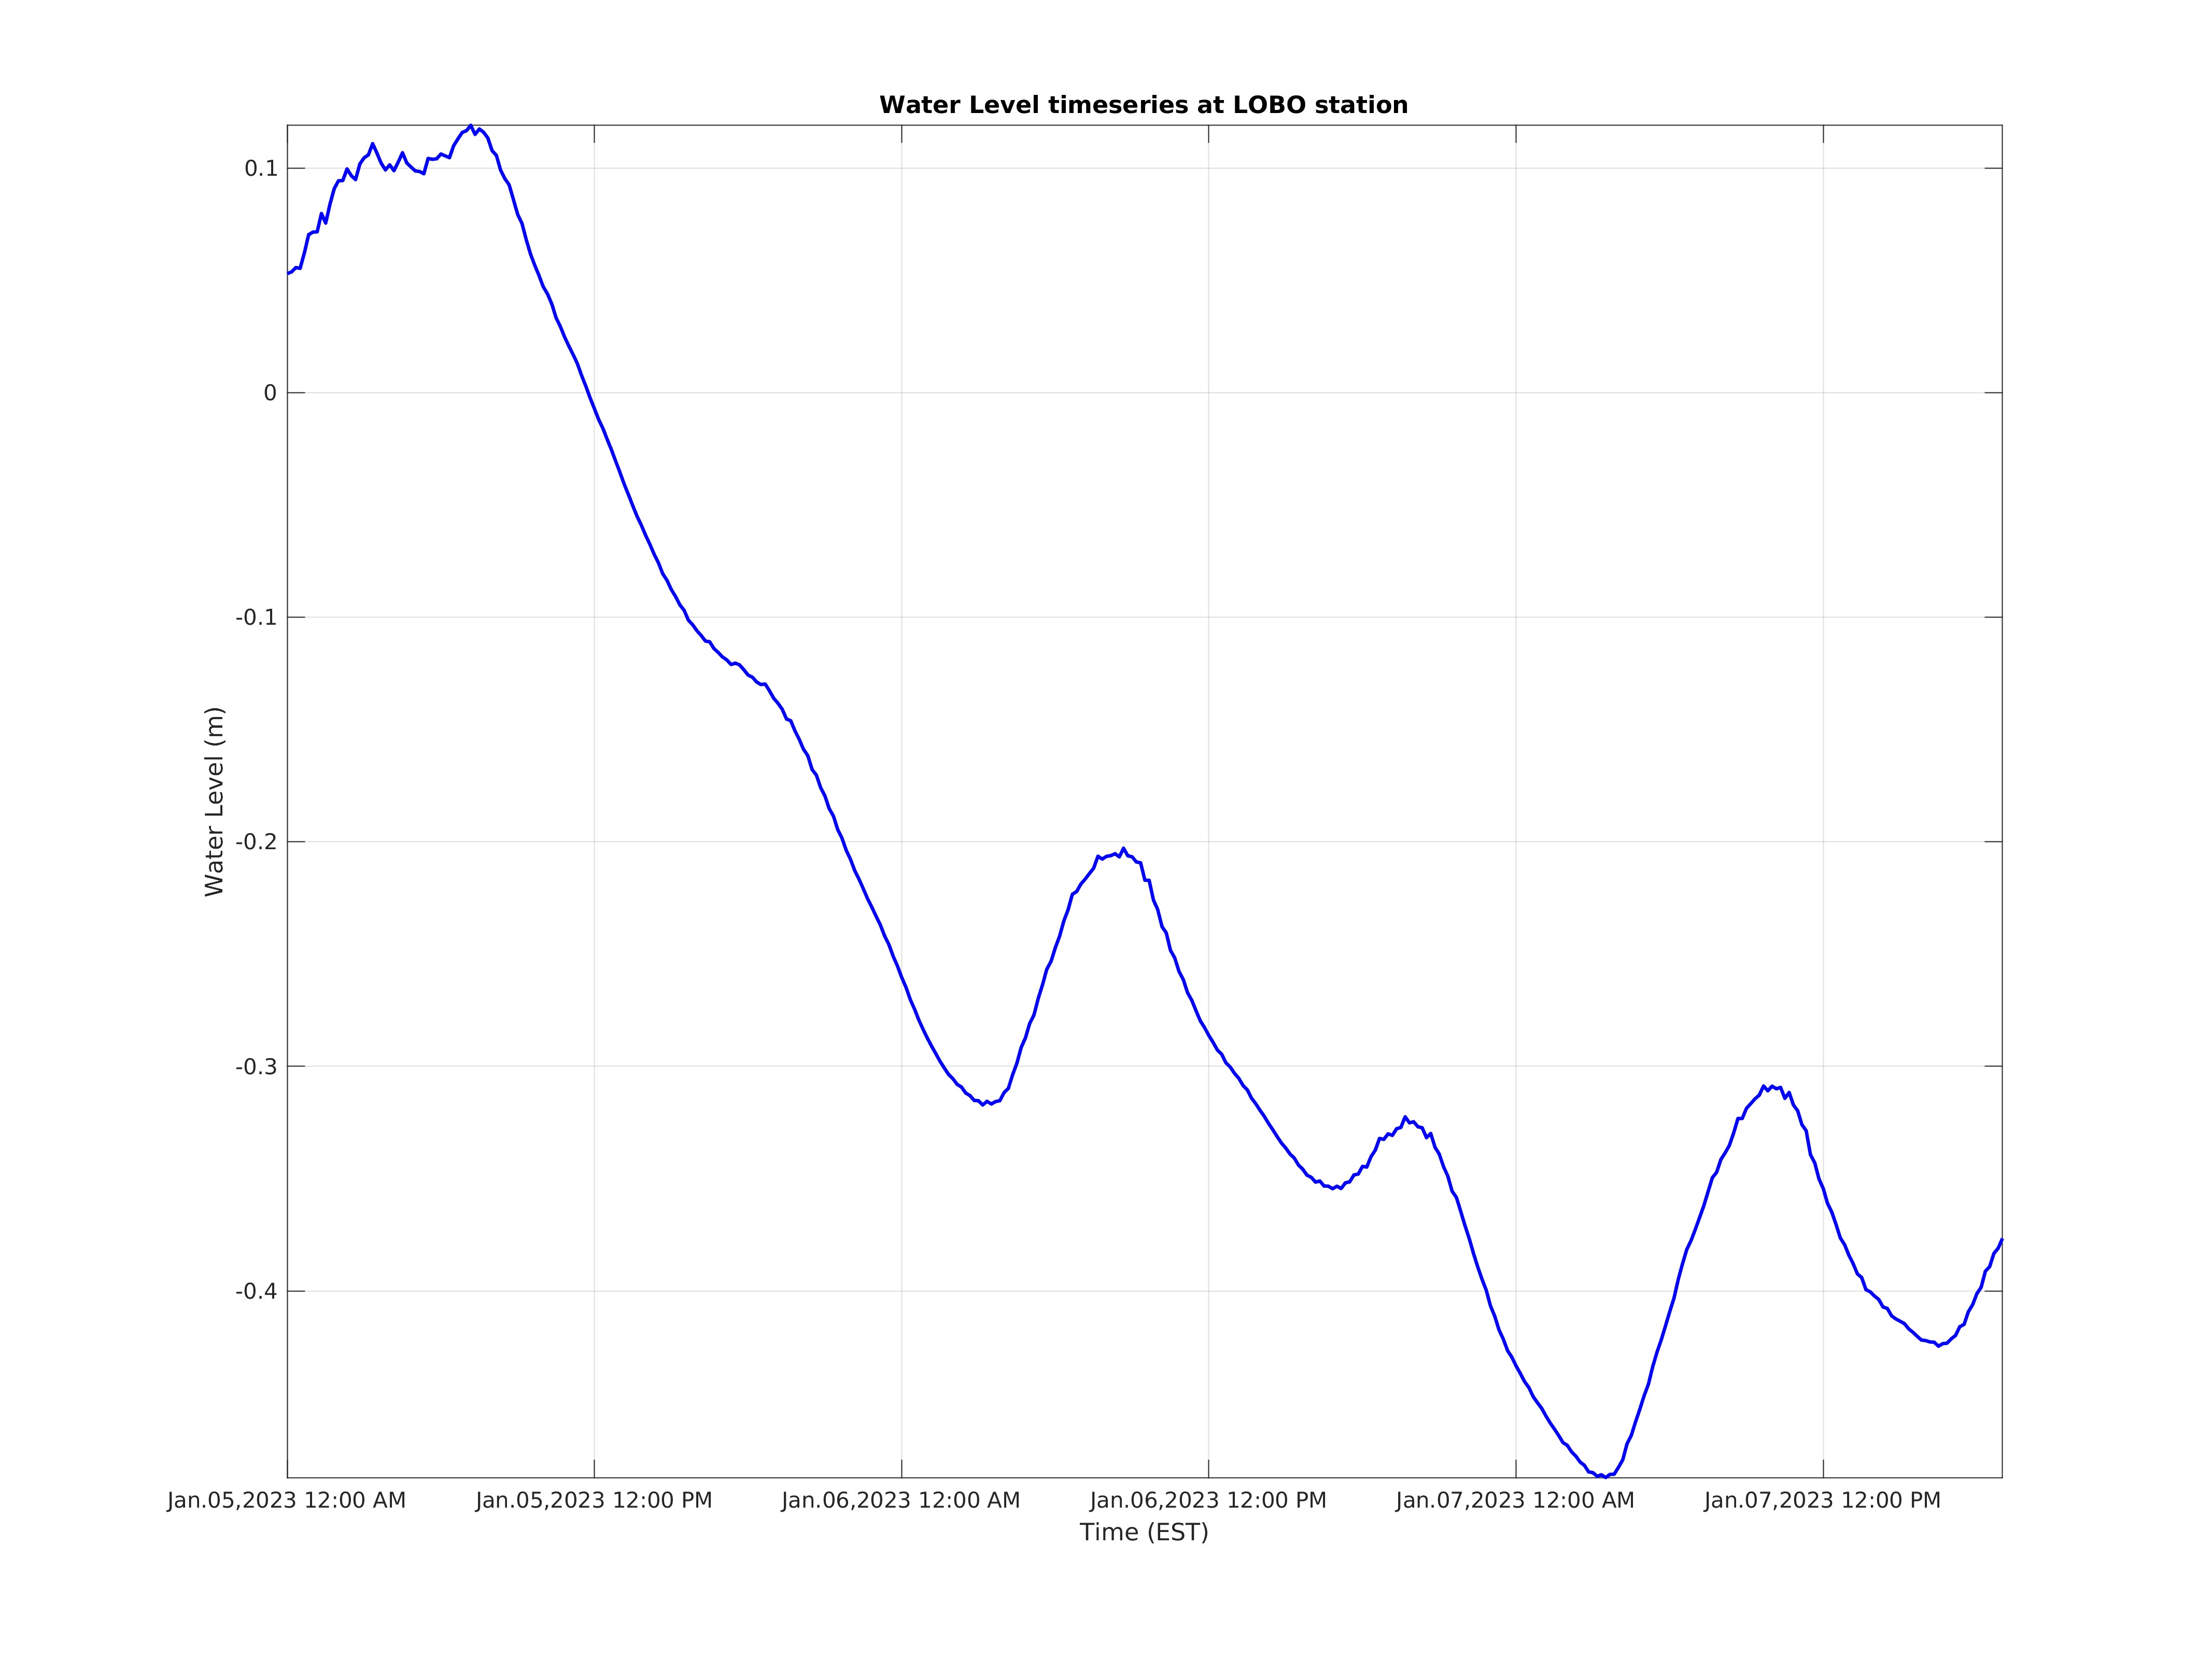 Water Level timeseries at LOBO station
0.1
0
-0.1
-0.2
-0.3
-0.4
Water Level (m)
Jan.05,2023 12:00 AM Jan.05,2023 12:00 PM Jan.06,2023 12:00 AM Jan.06,2023 12:00 PM Jan.07,2023 12:00 AM Jan.07,2023 12:00 PM
Time (EST)